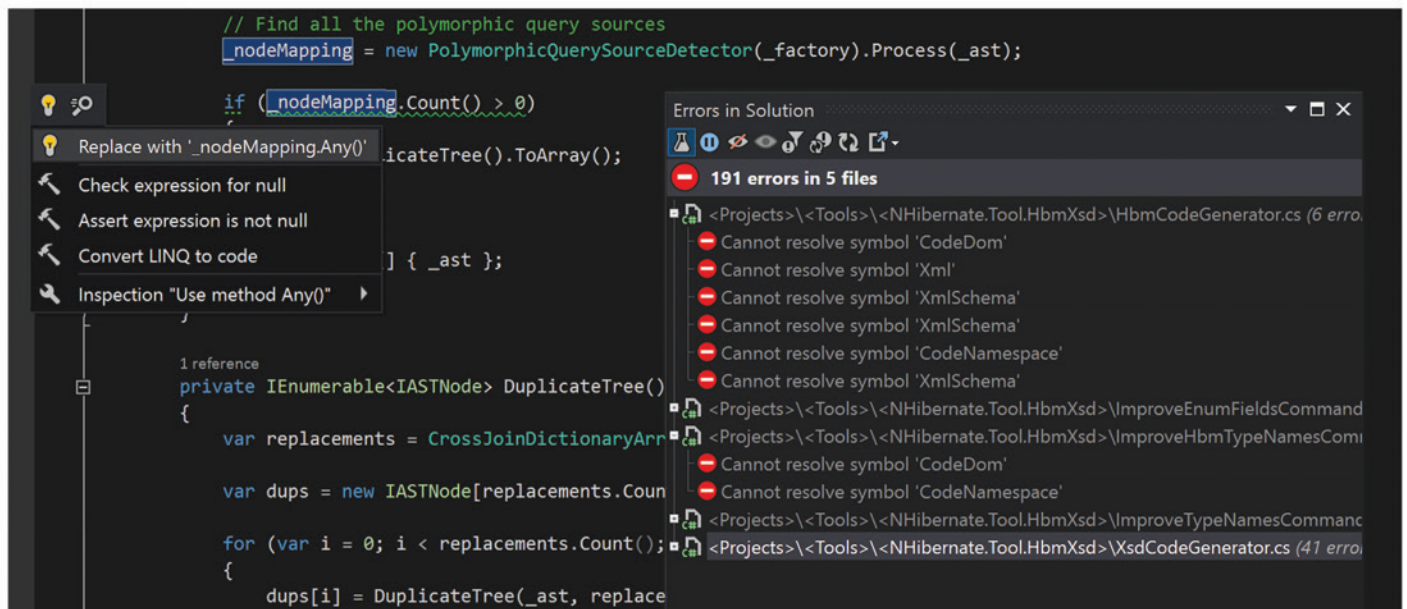 // Find all the polymorphic query sources
_nodeMapping = new PolymorphicQuerySourceDetector(_factory).Process(_ast);
if (_nodeMapping.Count() > 0)
{
Replace with '_nodeMapping.Any()'
icateTree().ToArray();
Check expression for null
Assert expression is not null
Convert LINQ to code
] { _ast };
Inspection "Use method Any()"
}
1 reference
private IEnumerable<IASTNode> DuplicateTree()
{
var replacements = CrossJoinDictionaryArr
var dups = new IASTNode[replacements.Coun
for (var i = 0; i < replacements.Count();
{
dups[i] = DuplicateTree(_ast, replace
Errors in Solution
191 errors in 5 files
<Projects>\<Tools>\<NHibernate.Tool.HbmXsd>\HbmCodeGenerator.cs (6 erro
Cannot resolve symbol 'CodeDom'
Cannot resolve symbol 'Xml'
Cannot resolve symbol 'XmlSchema'
Cannot resolve symbol 'XmlSchema'
Cannot resolve symbol 'CodeNamespace'
Cannot resolve symbol 'XmlSchema'
<Projects>\<Tools>\<NHibernate.Tool.HbmXsd>\ImproveEnumFieldsCommand
<Projects>\<Tools>\<NHibernate.Tool.HbmXsd>\ImproveHbmTypeNamesCom
Cannot resolve symbol 'CodeDom'
Cannot resolve symbol 'CodeNamespace'
<Projects>\<Tools>\<NHibernate.Tool.HbmXsd>\ImproveTypeNamesCommanc
<Projects>\<Tools>\<NHibernate.Tool.HbmXsd>\XsdCodeGenerator.cs (41 erro